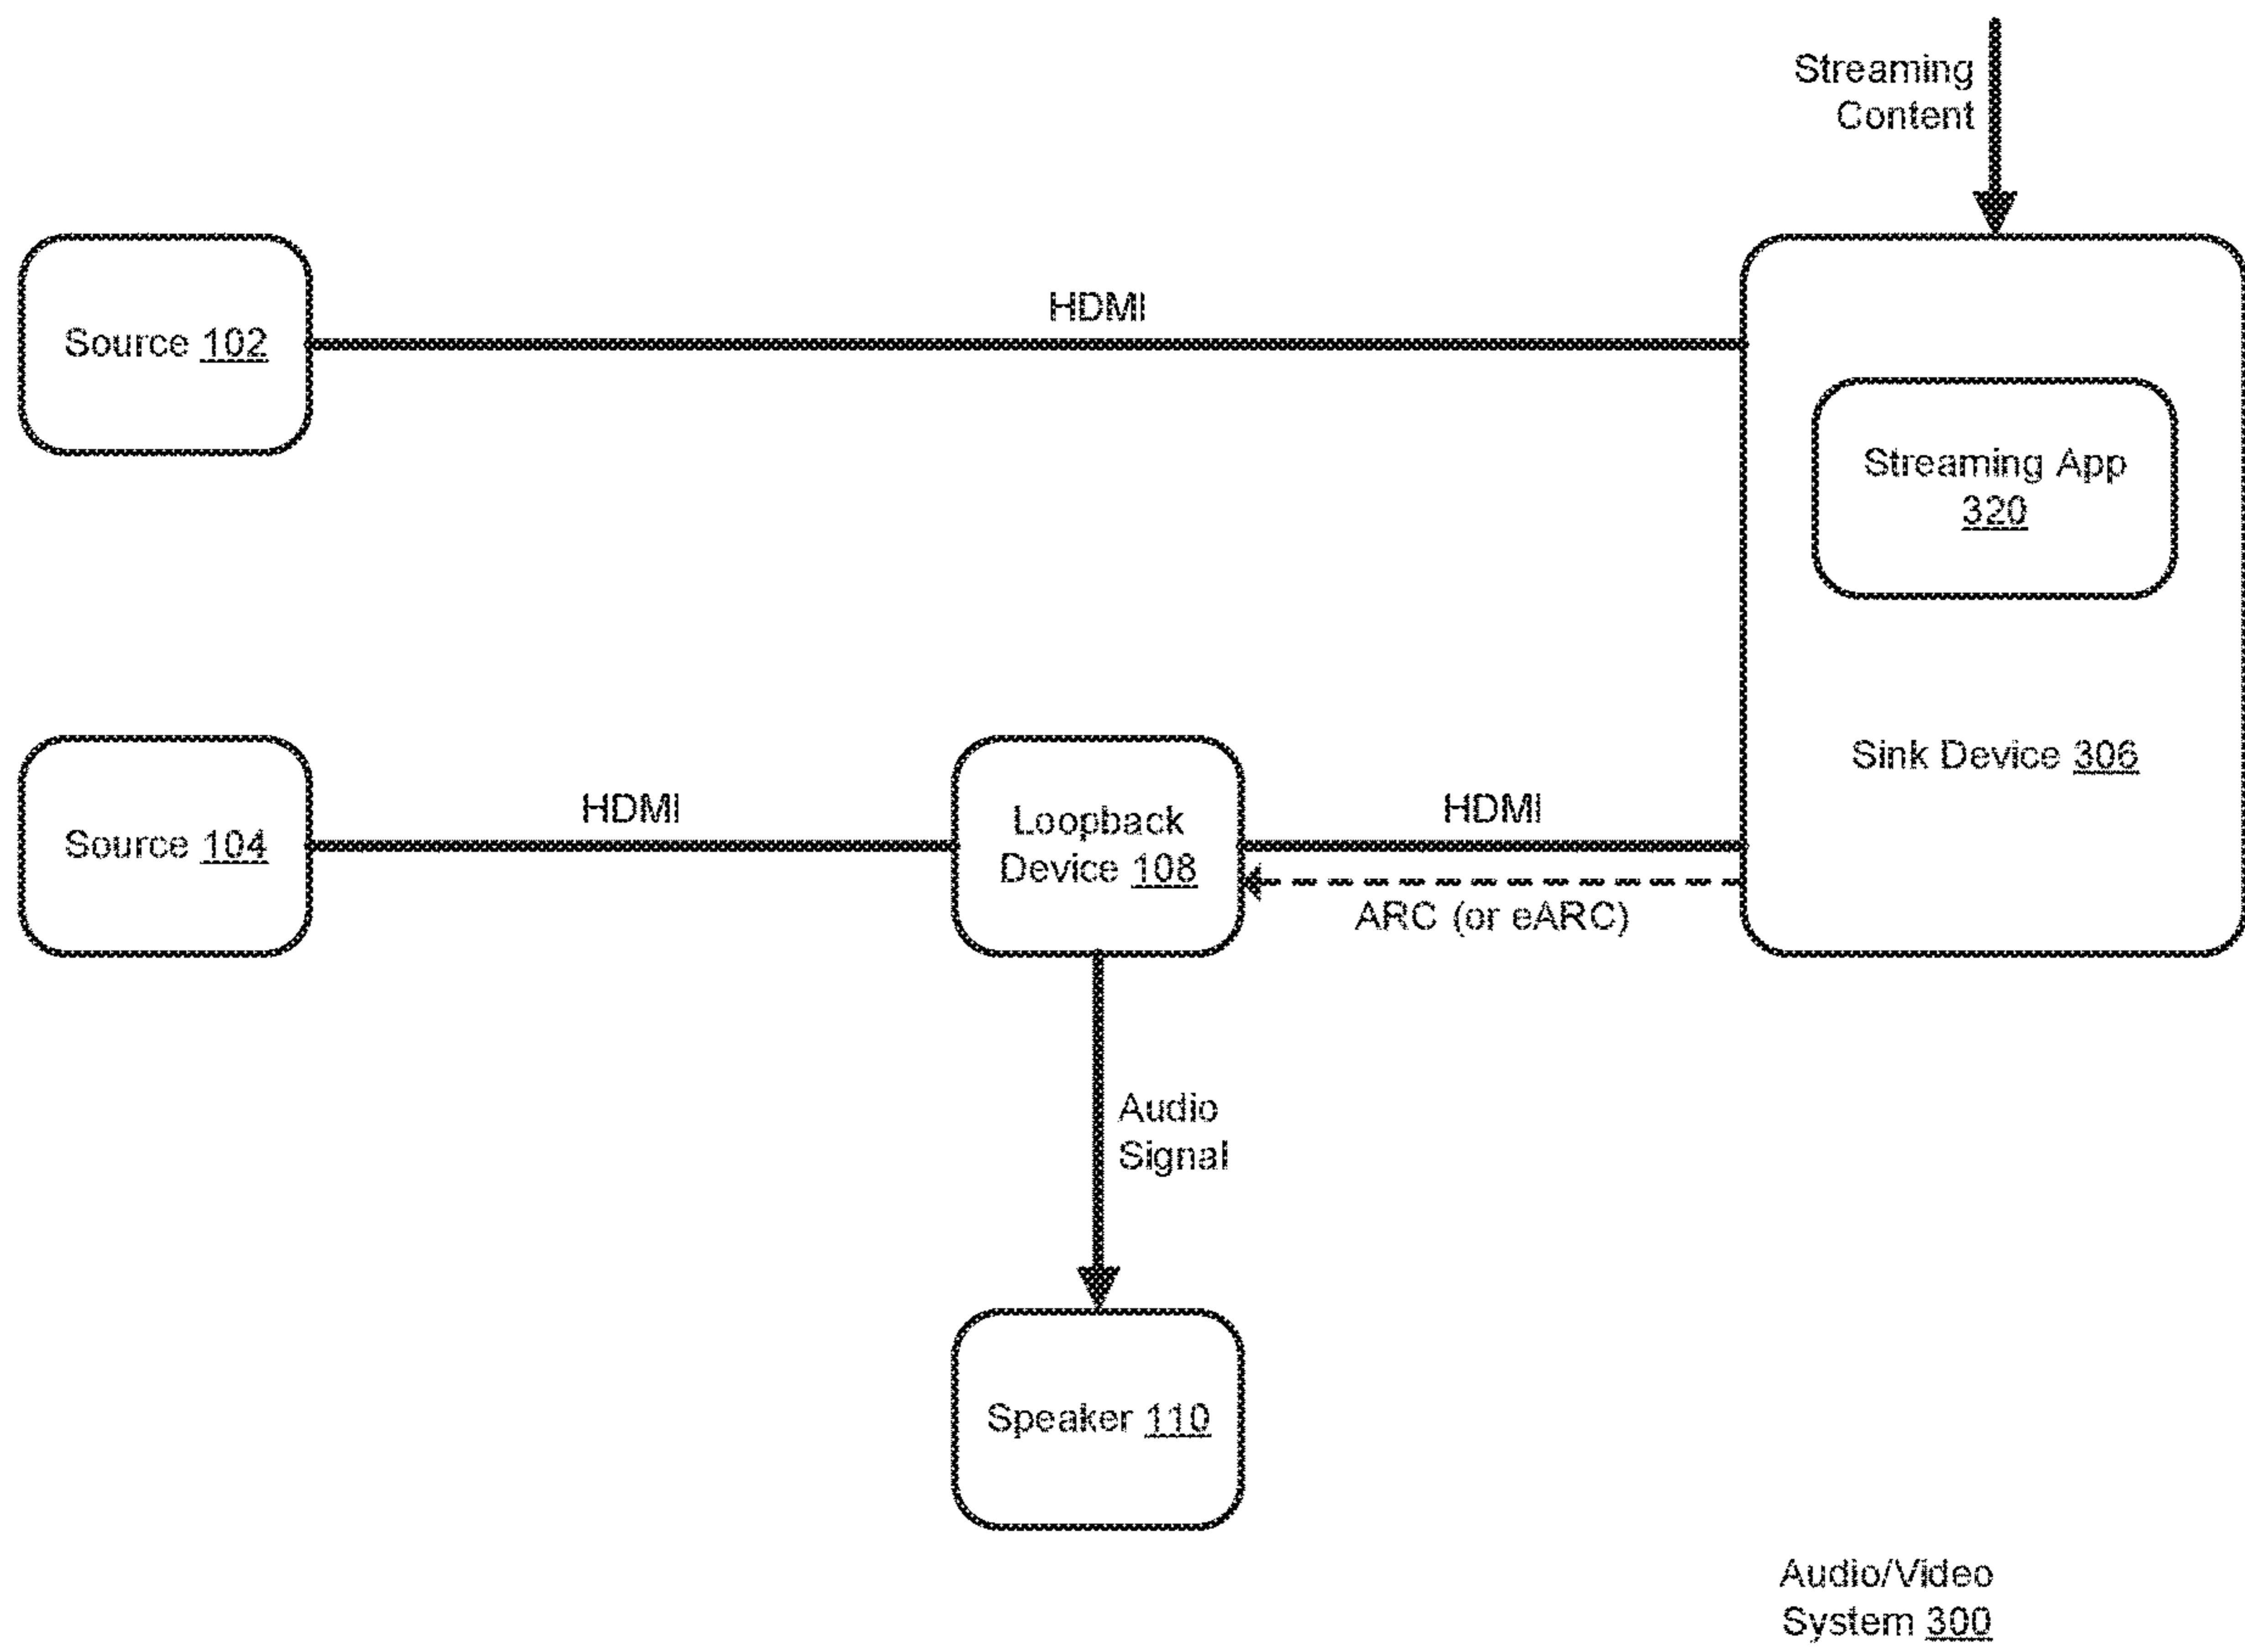 Streaming
Content
HDMI
Source 102
Streaming App
320
Sink Device 306
HDMI
HDMI
Loopback
Device 108
Source 104
ARC (or eARC)
Audio
Signal
Speaker 110
Audio/Video
System 300